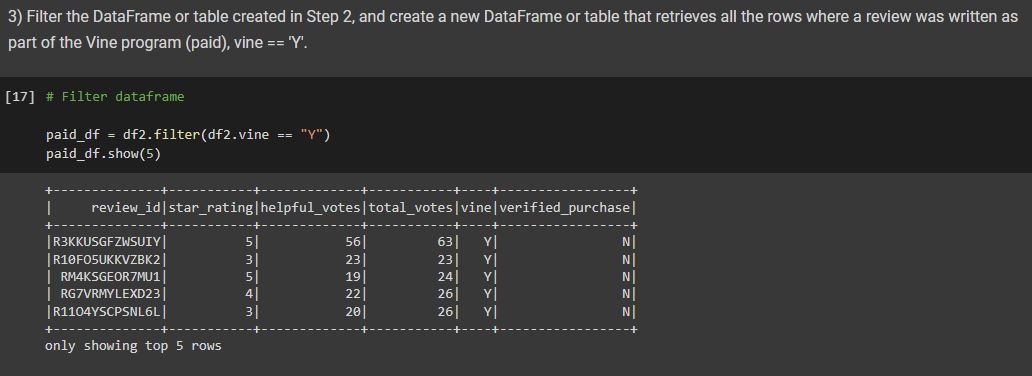 3) Filter the DataFrame or table created in Step 2, and create a new DataFrame or table that retrieves all the rows where a review was written as
part of the Vine program (paid), vine == 'Y'.
[17] # Filter dataframe
paid_df = df2.filter(df2.vine == "Y")
paid_df.show(5)
+--------------+-----------+-------------+-----------+----+-----------------+
|     review_id|star_rating|helpful_votes|total_votes|vine|verified_purchase|
+--------------+-----------+-------------+-----------+----+-----------------+
|R3KKUSGFZWSUIY|          5|           56|         63|   Y|                N|
|R10FO5UKKVZBK2|          3|           23|         23|   Y|                N|
| RM4KSGEOR7MU1|          5|           19|         24|   Y|                N|
| RG7VRMYLEXD23|          4|           22|         26|   Y|                N|
|R11O4YSCPSNL6L|          3|           20|         26|   Y|                N|
+--------------+-----------+-------------+-----------+----+-----------------+
only showing top 5 rows